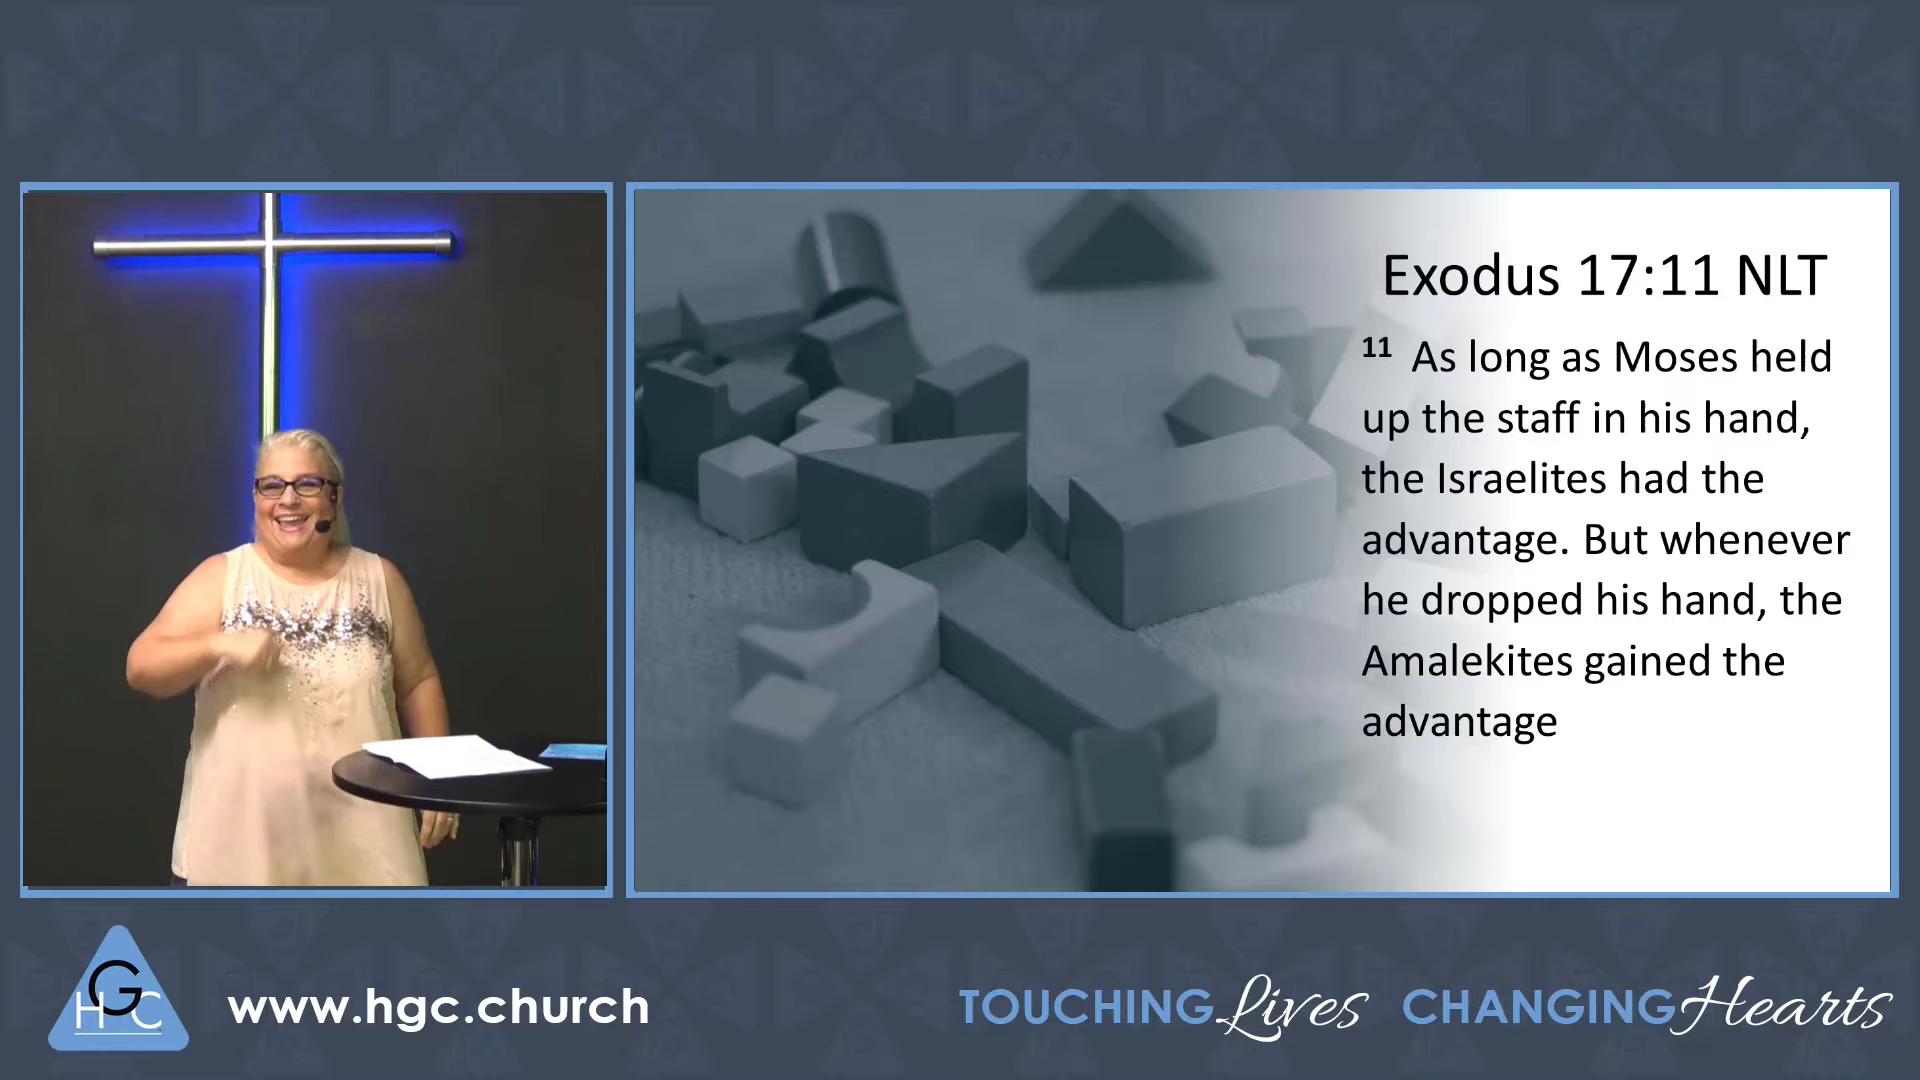 Exodus 17:11 NLT
11 As long as Moses held
up the staff in his hand,
the Israelites had the
advantage. But whenever
he dropped his hand, the
Amalekites gained the
advantage
HGC
www.hgc.church
TOUCHING Lives CHANGING Hearts